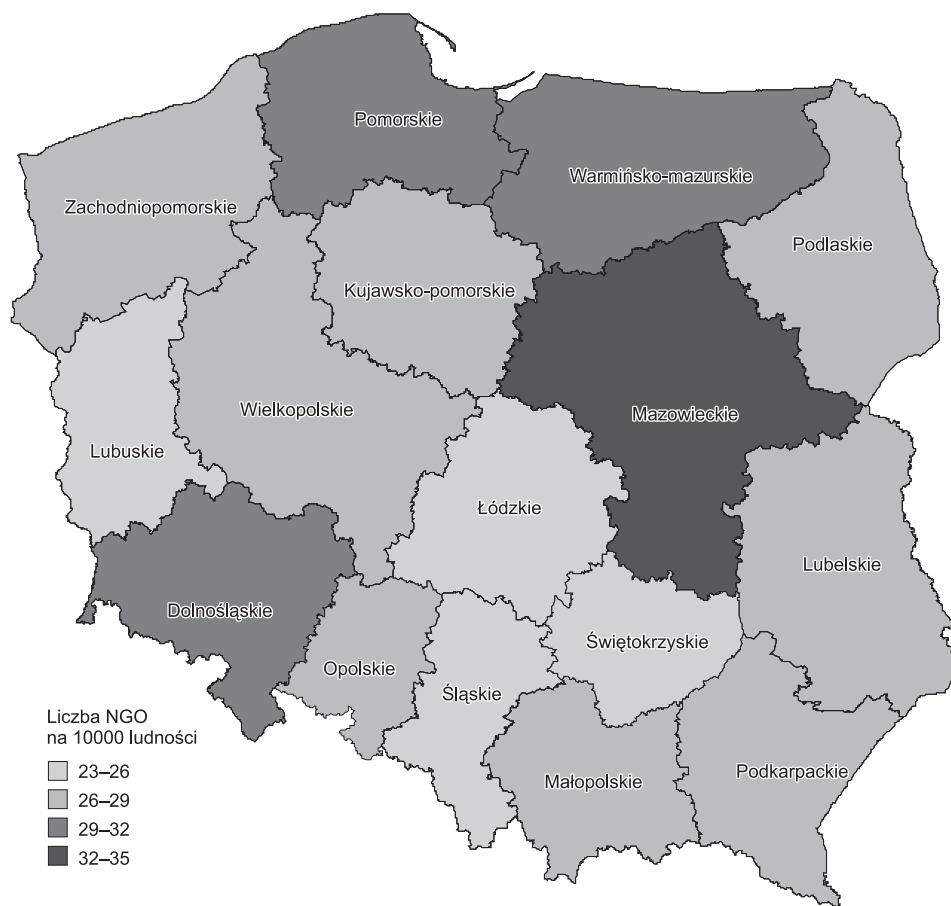 Pomorskie
Warmińsko-mazurskie
Zachodniopomorskie
Podlaskie
Kujawsko-pomorskie
Wielkopolskie
Mazowieckie
Lubuskie
Łódzkie
Lubelskie
Dolnośląskie
Świętokrzyskie
Opolskie
Śląskie
Małopolskie
Podkarpackie
Liczba NGO
na 10000 ludności
23–26
26–29
29–32
32–35